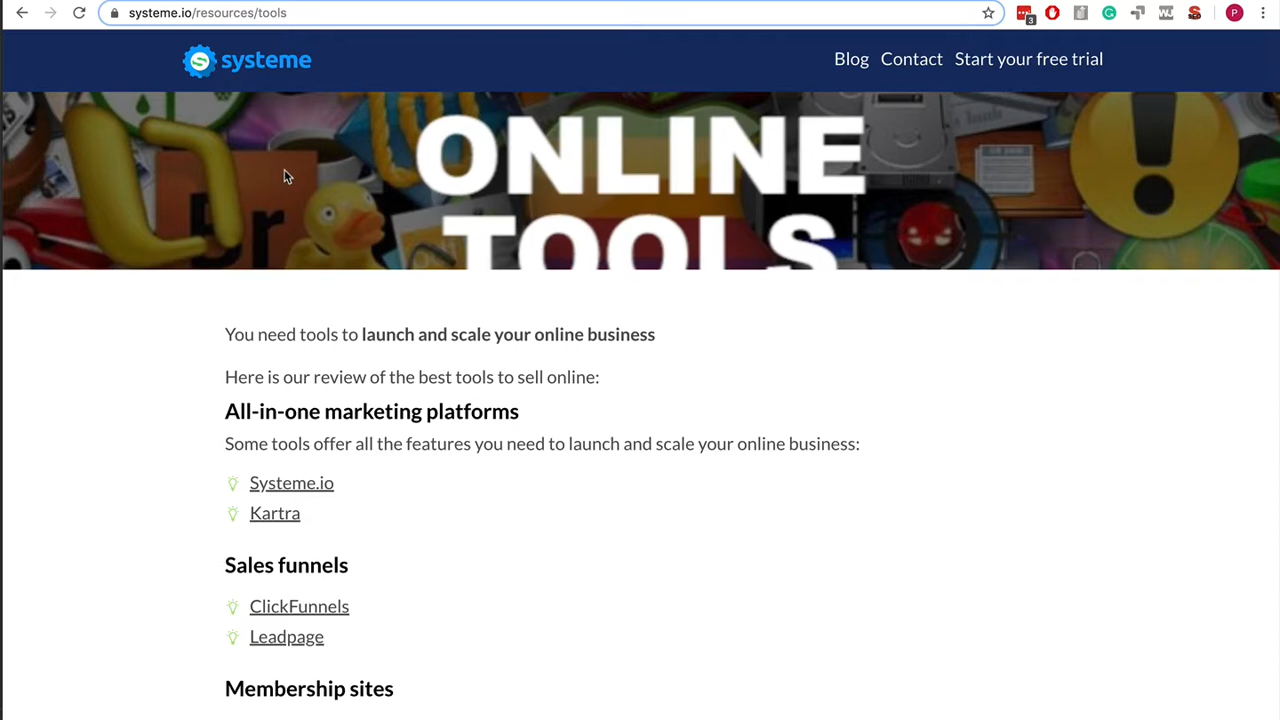 systeme.io/resources/tools
3
P
S systeme
Blog Contact Start your free trial
ONLINE
TOOLS
Br
You need tools to launch and scale your online business
Here is our review of the best tools to sell online:
All-in-one marketing platforms
Some tools offer all the features you need to launch and scale your online business:
Systeme.io
Kartra
Sales funnels
ClickFunnels
Leadpage
Membership sites